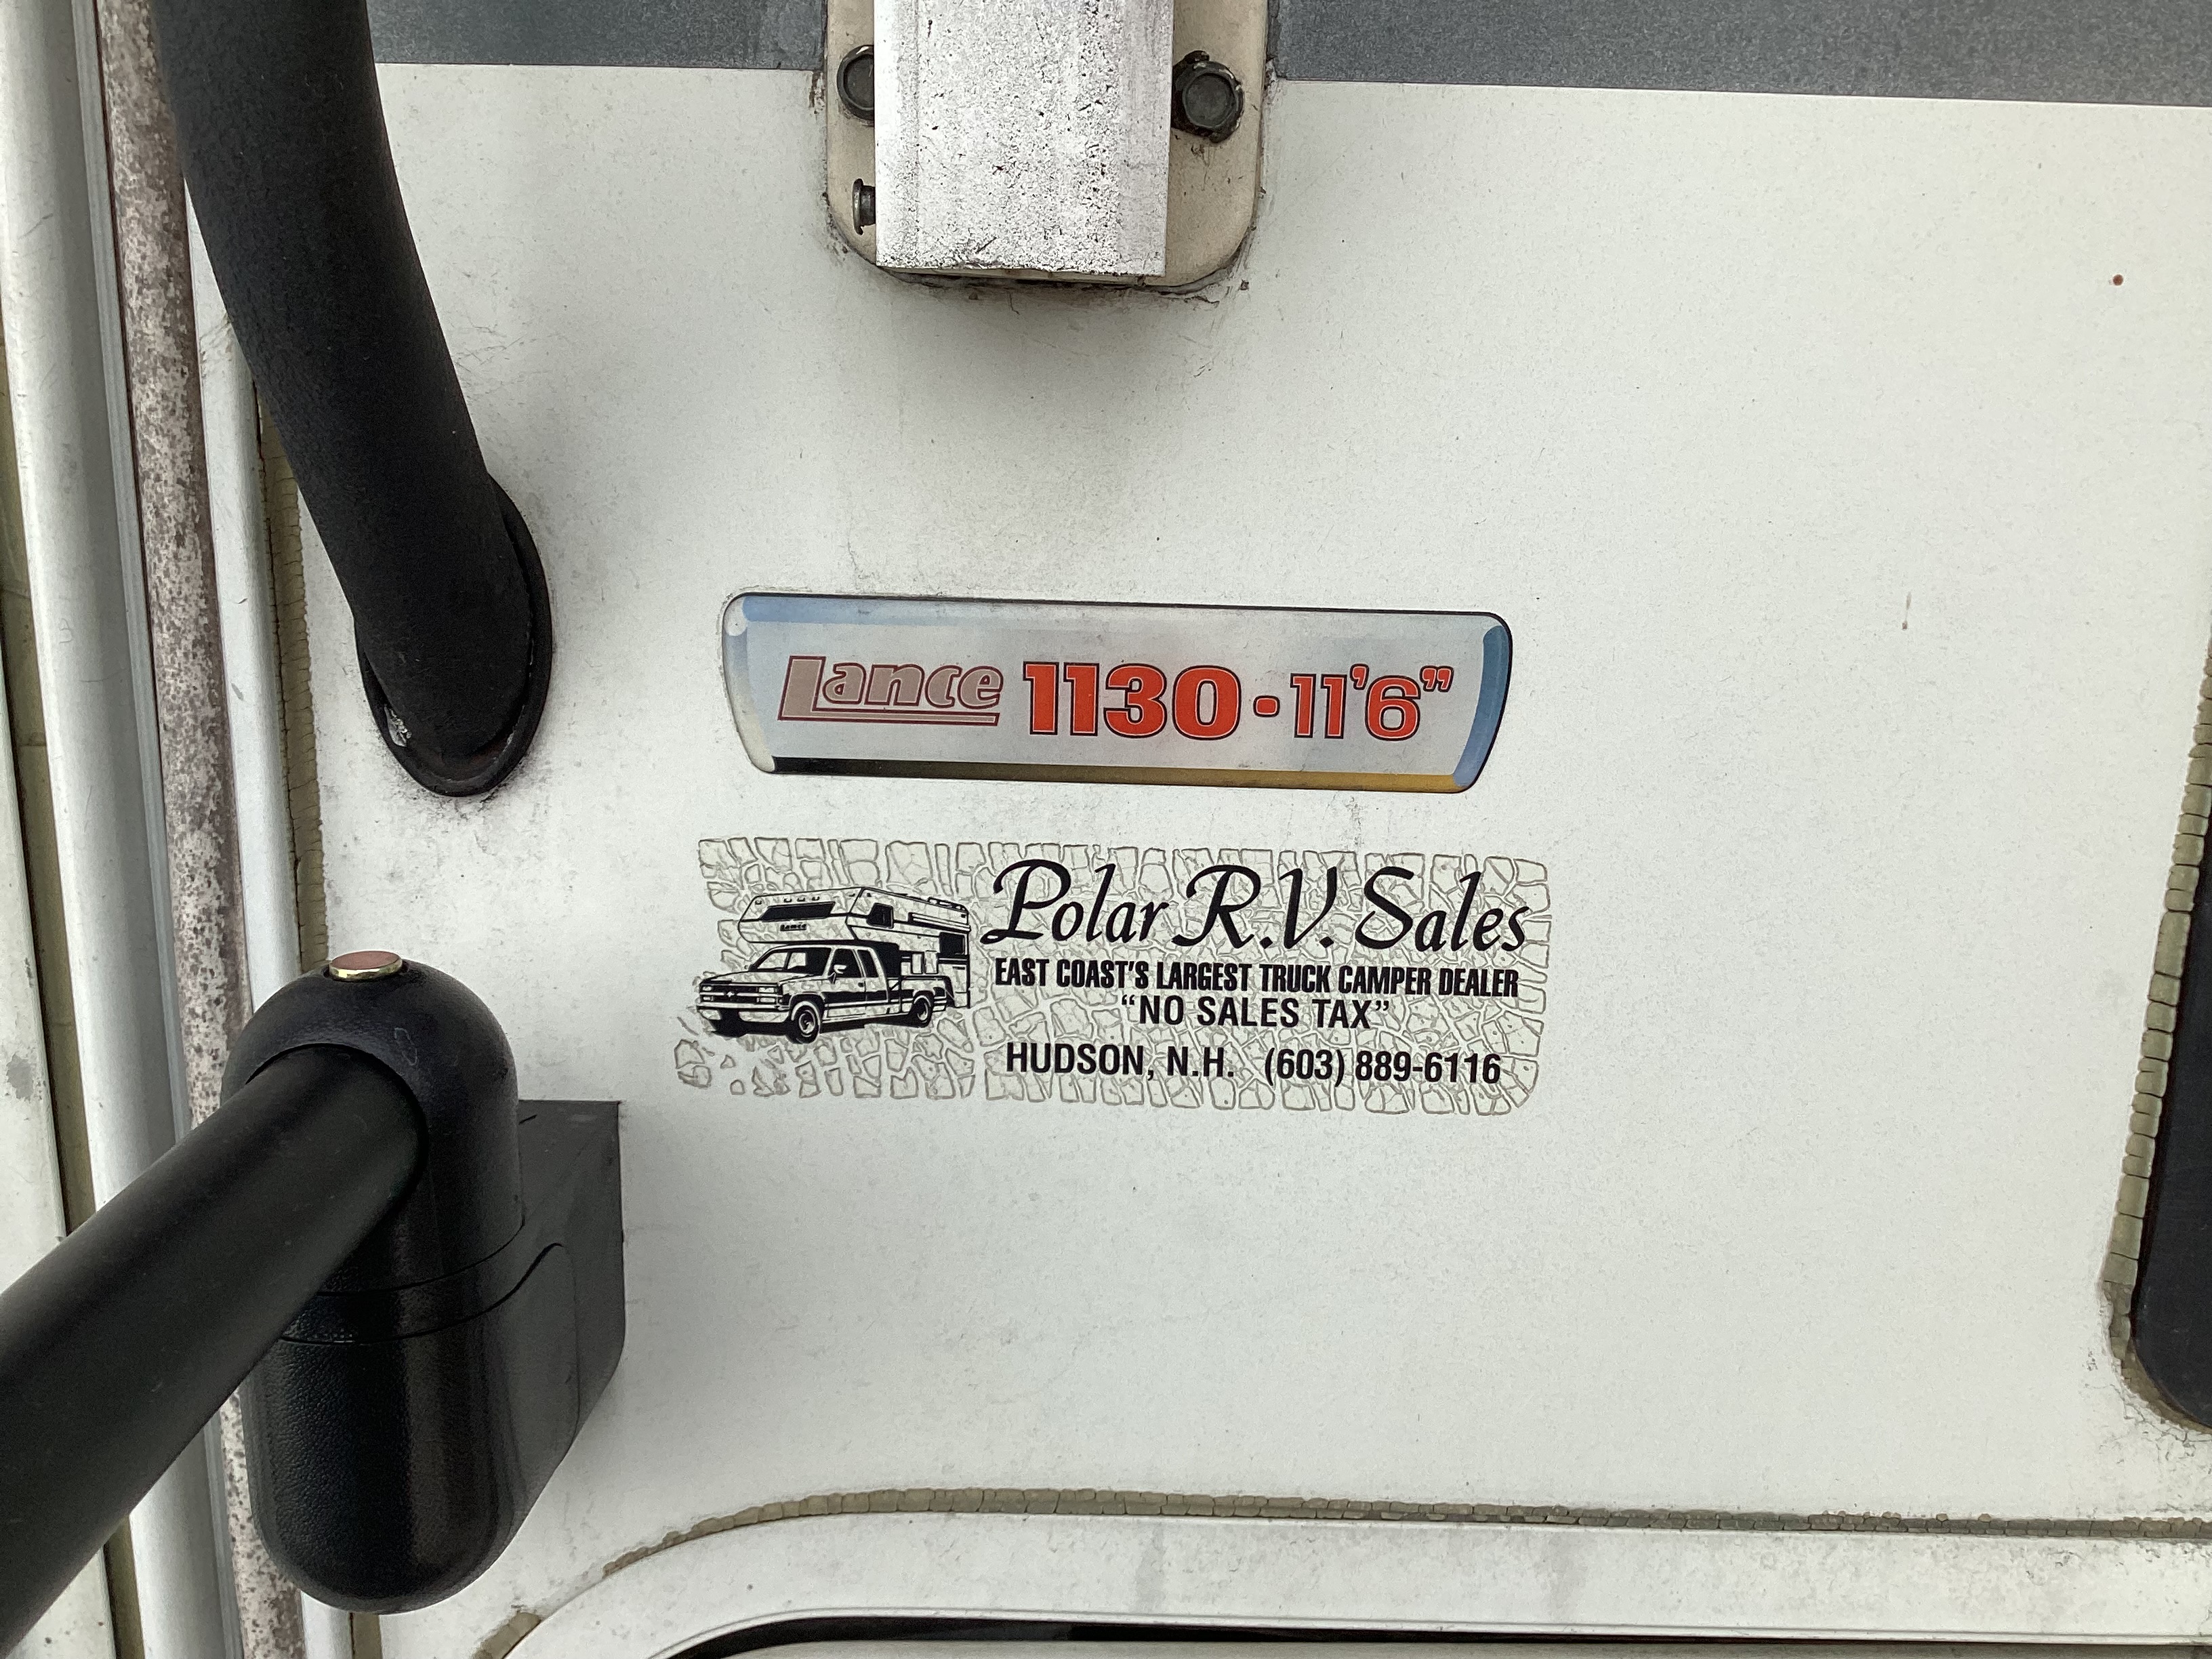 Lance 1130 • 11'6"
Polar R.V. Sales
Lance
EAST COAST'S LARGEST TRUCK CAMPER DEALER
“NO SALES TAX”
HUDSON, N.H. (603) 889-6116